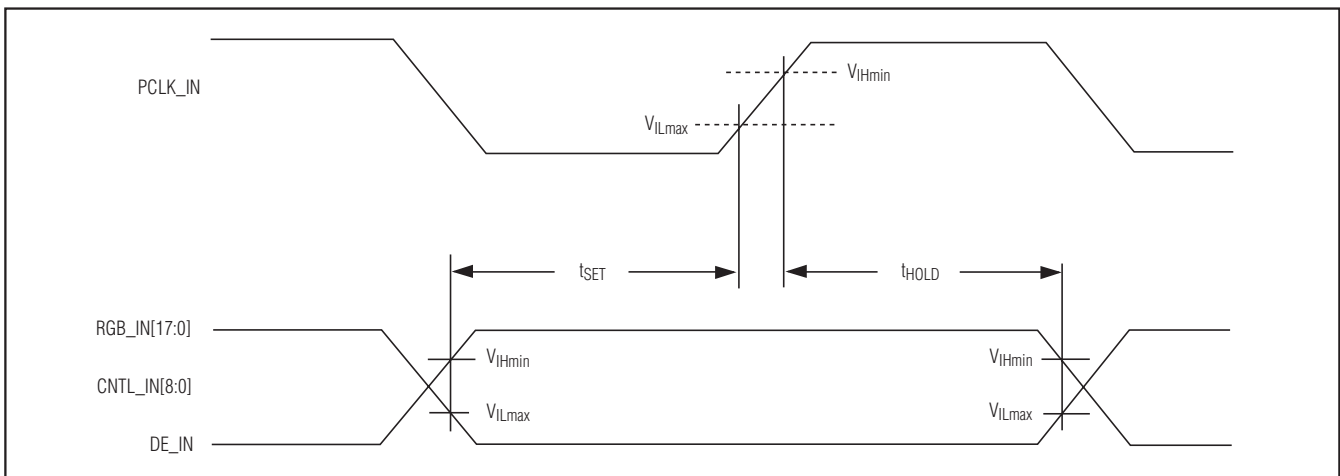 PCLK_IN
VIHmin
VILmax
tSET
tHOLD
RGB_IN[17:0]
VIHmin
VIHmin
CNTL_IN[8:0]
VILmax
VILmax
DE_IN